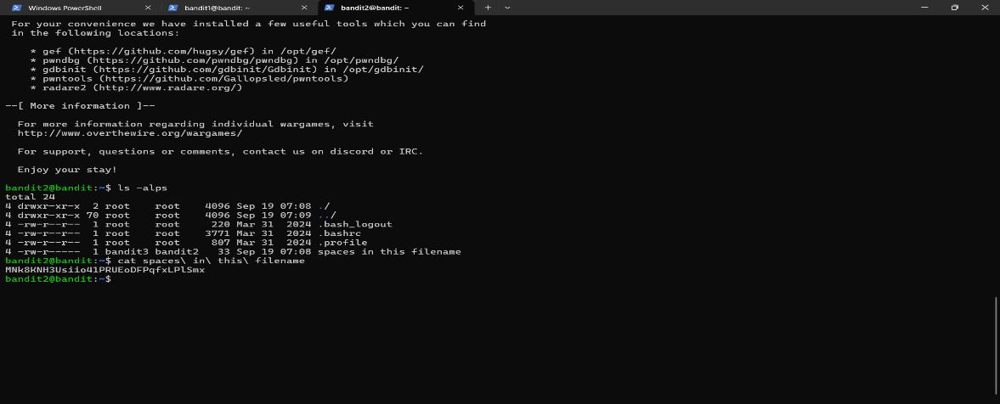 Windows PowerShell
bandit1@bandit: ~
bandit2@bandit: ~
For your convenience we have installed a few useful tools which you can find
in the following locations:
* gef (https://github.com/hugsy/gef) in /opt/gef/
* pwndbg (https://github.com/pwndbg/pwndbg) in /opt/pwndbg/
* gdbinit (https://github.com/gdbinit/Gdbinit) in /opt/gdbinit/
* pwntools (https://github.com/Gallopsled/pwntools)
* radare2 (http://www.radare.org/)
--[ More information ]--
For more information regarding individual wargames, visit
http://www.overthewire.org/wargames/
For support, questions or comments, contact us on discord or IRC.
Enjoy your stay!
bandit2@bandit:~$ ls -alps
total 24
4 drwxr-xr-x  2 root    root    4096 Sep 19 07:08 ./
4 drwxr-xr-x 70 root    root    4096 Sep 19 07:09 ../
4 -rw-r--r--  1 root    root     220 Mar 31  2024 .bash_logout
4 -rw-r--r--  1 root    root    3771 Mar 31  2024 .bashrc
4 -rw-r--r--  1 root    root     807 Mar 31  2024 .profile
4 -rw-r-----  1 bandit3 bandit2   33 Sep 19 07:08 spaces in this filename
bandit2@bandit:~$ cat spaces\ in\ this\ filename
MNk8KNH3Usiio41PRUEoDFPqfxLPlSmx
bandit2@bandit:~$